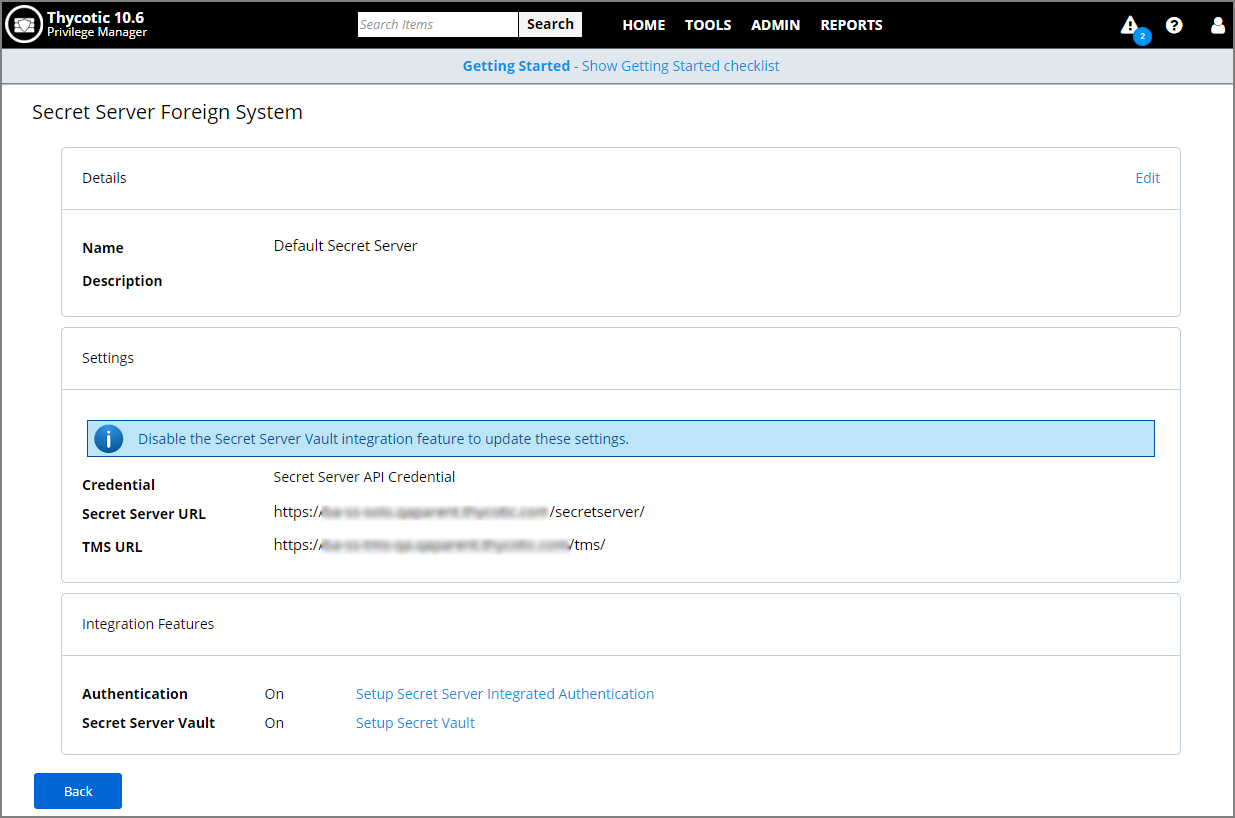 Thycotic 10.6
Privilege Manager
Search Items
Search
HOME TOOLS ADMIN REPORTS
2
Getting Started - Show Getting Started checklist
Secret Server Foreign System
Details Edit
Name Default Secret Server
Description
Settings
Disable the Secret Server Vault integration feature to update these settings.
Credential Secret Server API Credential
Secret Server URL https:// /secretserver/
TMS URL https:// /tms/
Integration Features
Authentication On Setup Secret Server Integrated Authentication
Secret Server Vault On Setup Secret Vault
Back